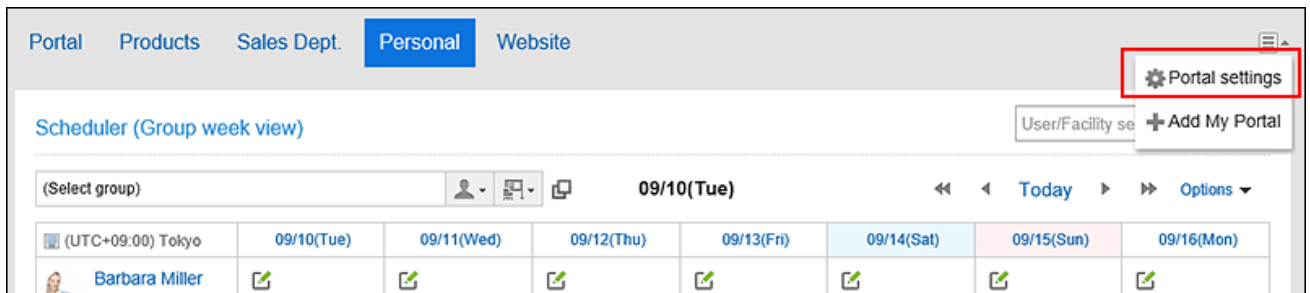 Portal Products Sales Dept. Personal Website
Portal settings
Add My Portal
Scheduler (Group week view)
User/Facility se
(Select group)
09/10(Tue)
Today
Options
(UTC+09:00) Tokyo 09/10(Tue) 09/11(Wed) 09/12(Thu) 09/13(Fri) 09/14(Sat) 09/15(Sun) 09/16(Mon)
Barbara Miller